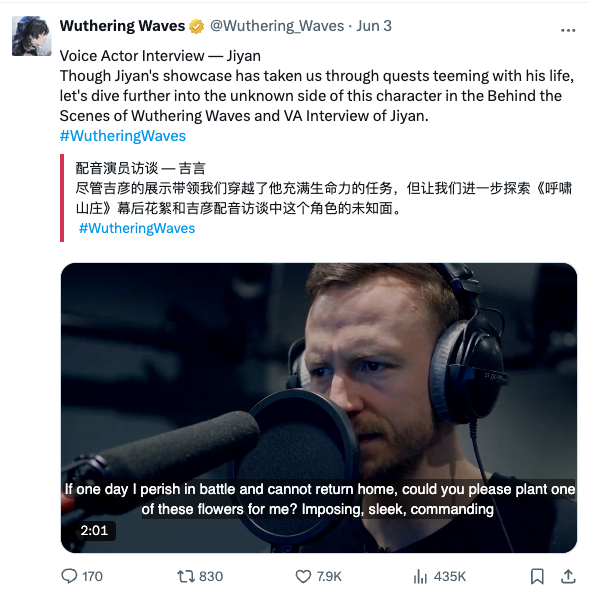 Wuthering Waves @Wuthering_Waves · Jun 3
Voice Actor Interview — Jiyan
Though Jiyan's showcase has taken us through quests teeming with his life,
let's dive further into the unknown side of this character in the Behind the
Scenes of Wuthering Waves and VA Interview of Jiyan.
#WutheringWaves
配音演员访谈 — 吉言
尽管吉彦的展示带领我们穿越了他充满生命力的任务，但让我们进一步探索《呼啸
山庄》幕后花絮和吉彦配音访谈中这个角色的未知面。
#WutheringWaves
If one day I perish in battle and cannot return home, could you please plant one
of these flowers for me? Imposing, sleek, commanding
2:01
170 830 7.9K 435K